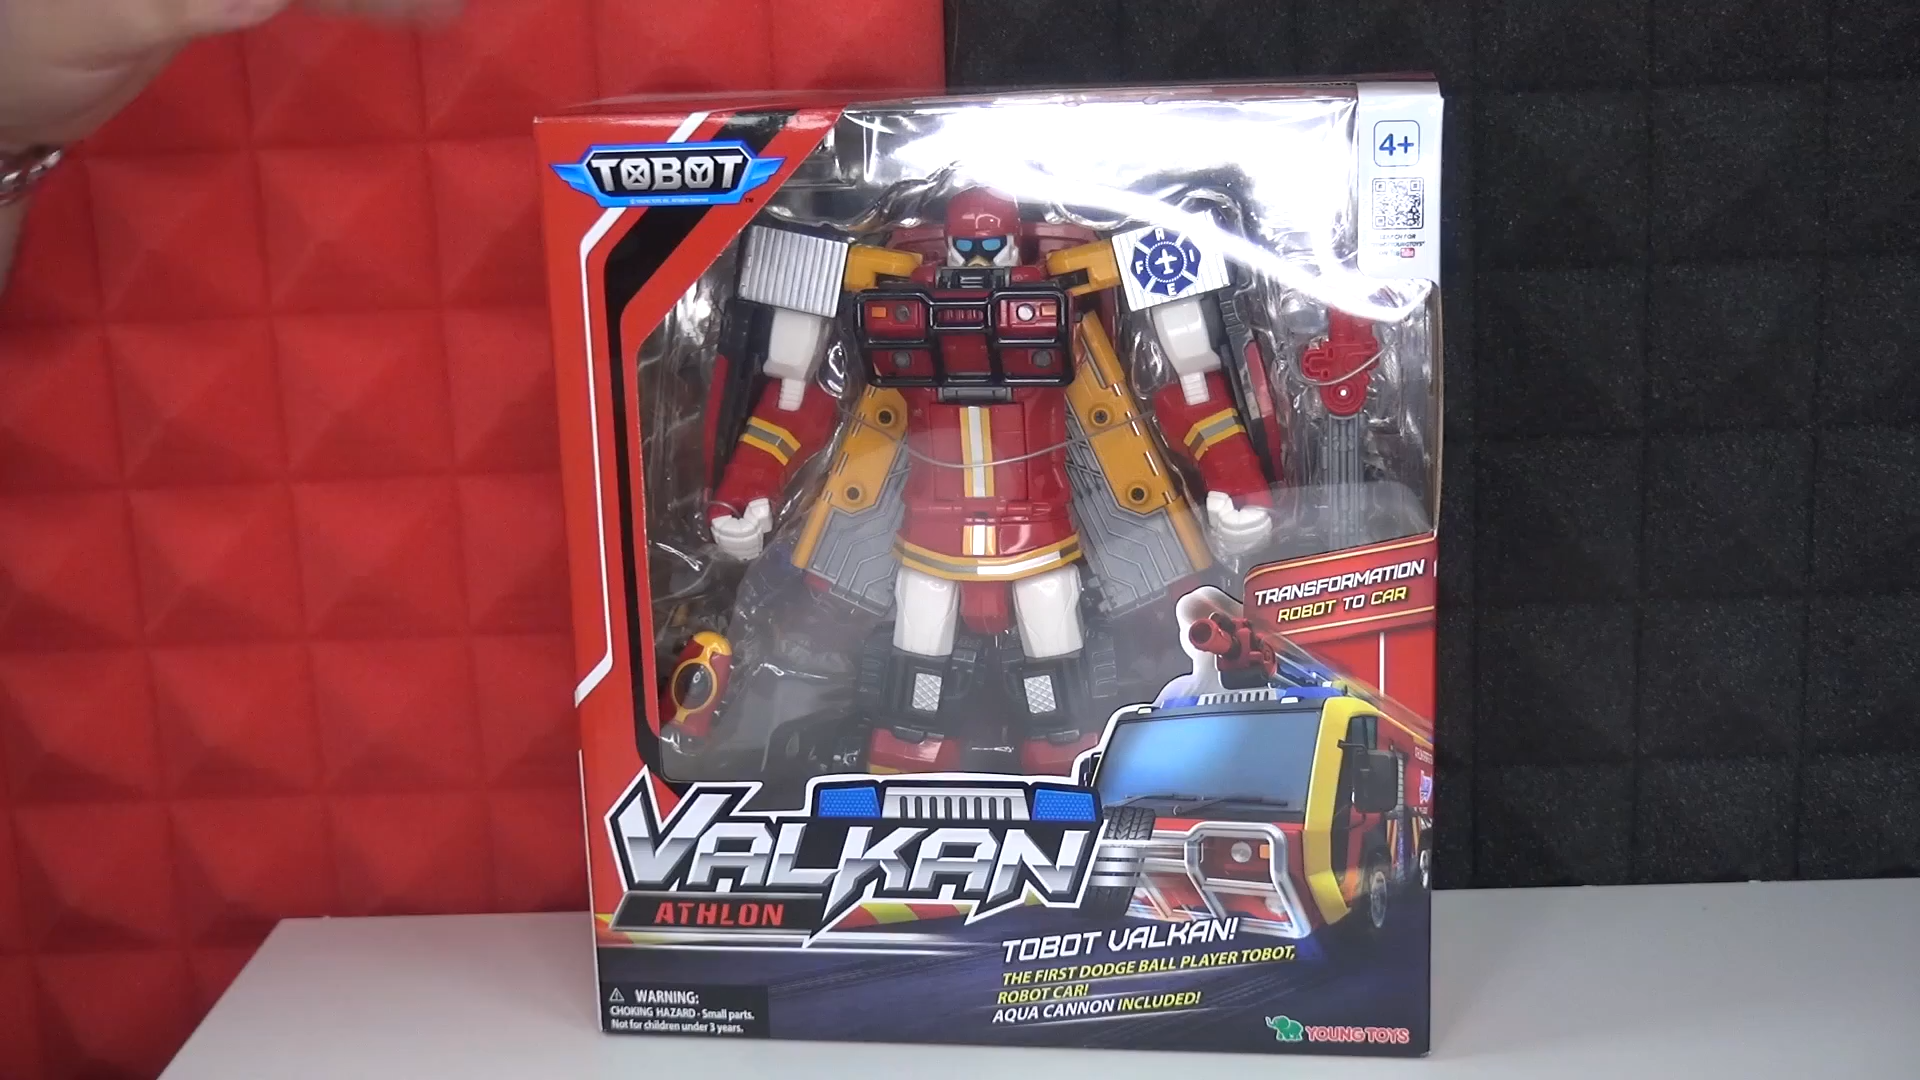 TOBOT
TM
4+
F I R E
TRANSFORMATION
ROBOT TO CAR
VALKAN
ATHLON
TOBOT VALKAN!
THE FIRST DODGE BALL PLAYER TOBOT,
ROBOT CAR!
AQUA CANNON INCLUDED!
WARNING:
CHOKING HAZARD - Small parts.
Not for children under 3 years.
YOUNG TOYS